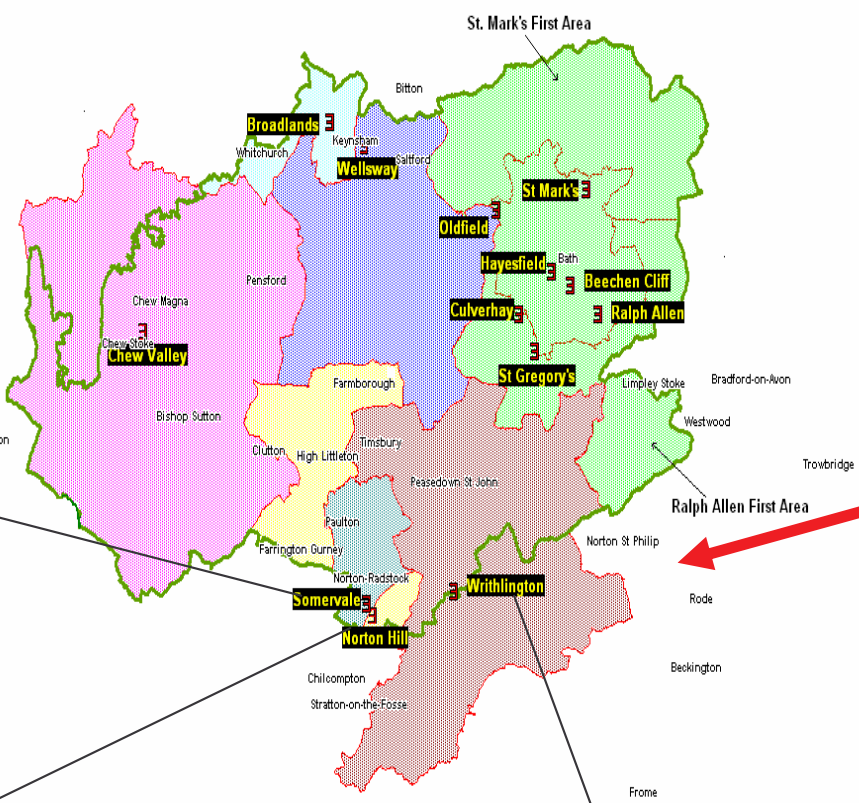 St. Mark's First Area
Bitton
Broadlands
Keynsham
Whitchurch
Wellsway
Saltford
St Mark's
Oldfield
Hayesfield
Bath
Beechen Cliff
Pensford
Chew Magna
Culverhay
Ralph Allen
Chew Stoke
Chew Valley
St Gregory's
Farmborough
Limpley Stoke
Bradford-on-Avon
Bishop Sutton
Westwood
on
Timsbury
Clutton
High Littleton
Trowbridge
Peasedown St John
Ralph Allen First Area
Paulton
Norton St Philip
Farrington Gurney
Norton-Radstock
Writhlington
Somervale
Rode
Norton Hill
Beckington
Chilcompton
Stratton-on-the-Fosse
Frome